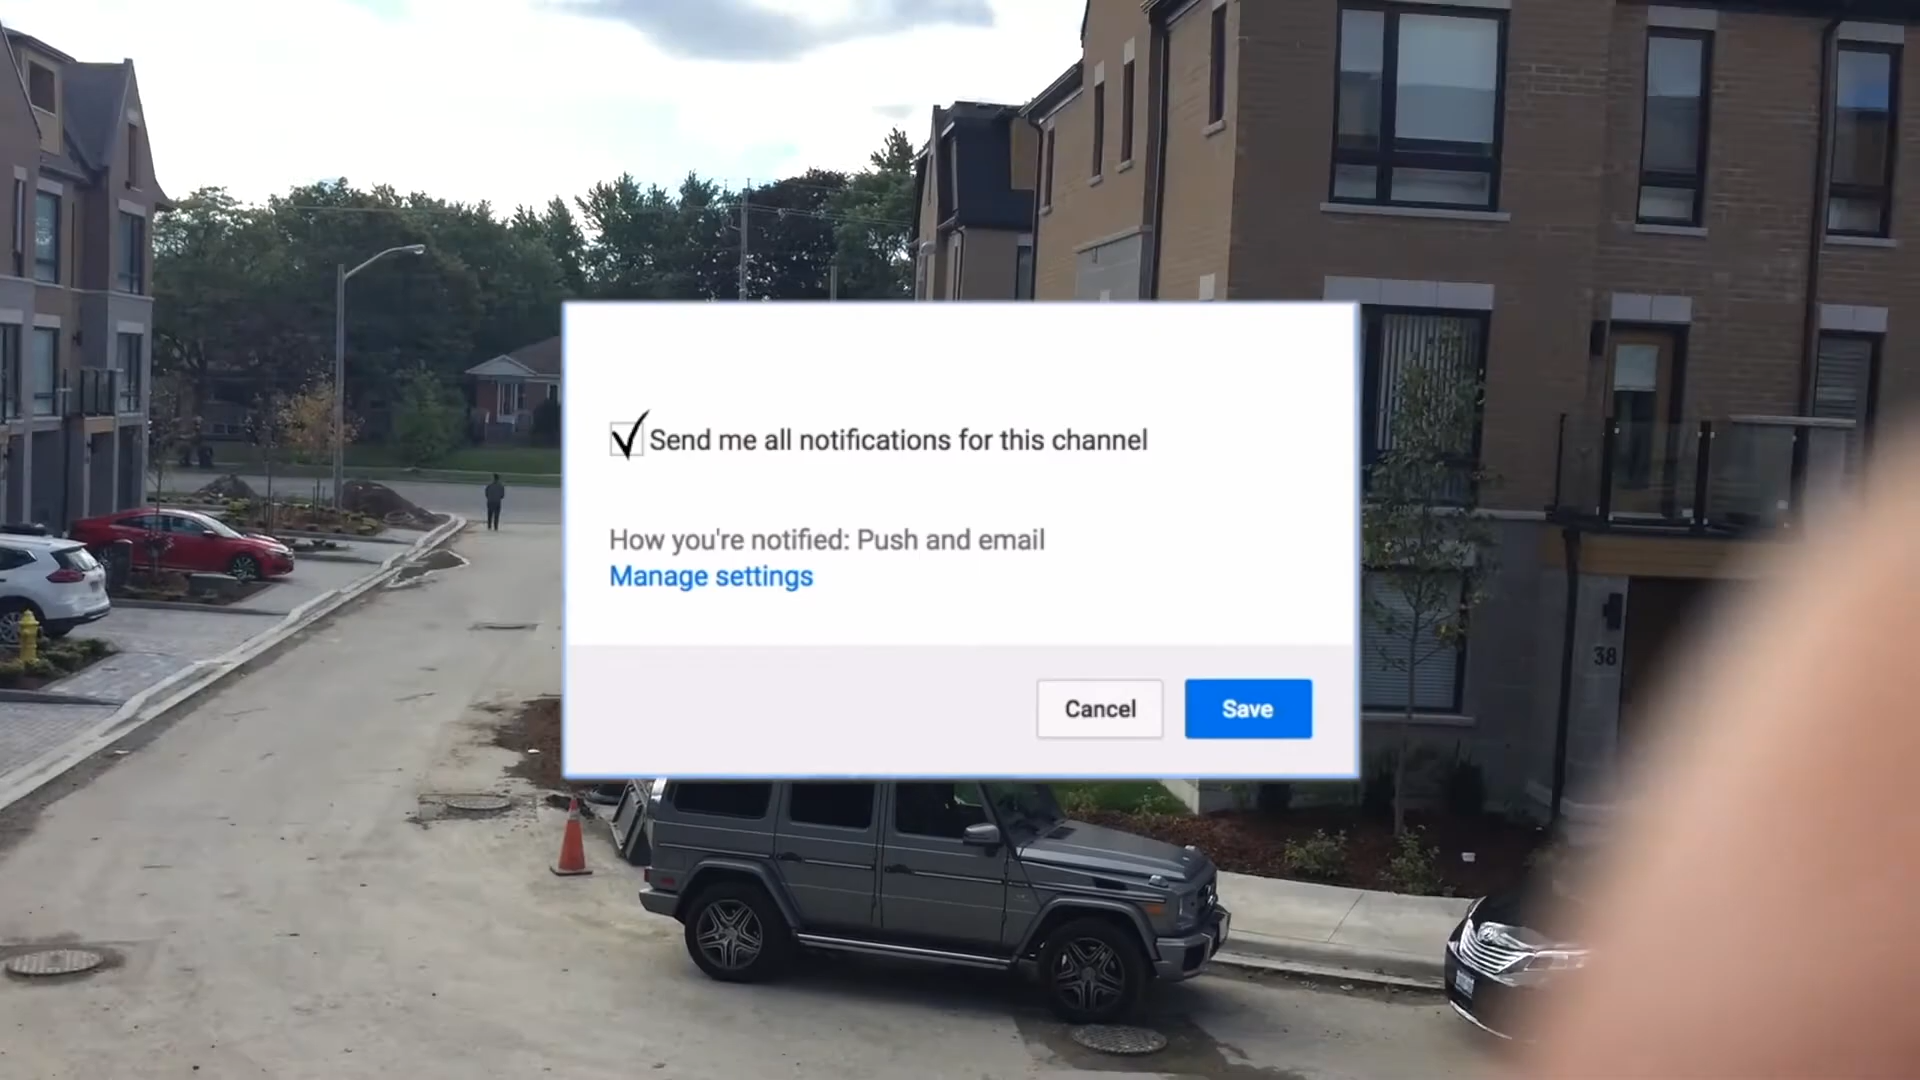 Send me all notifications for this channel
How you're notified: Push and email
Manage settings
Cancel
Save
38